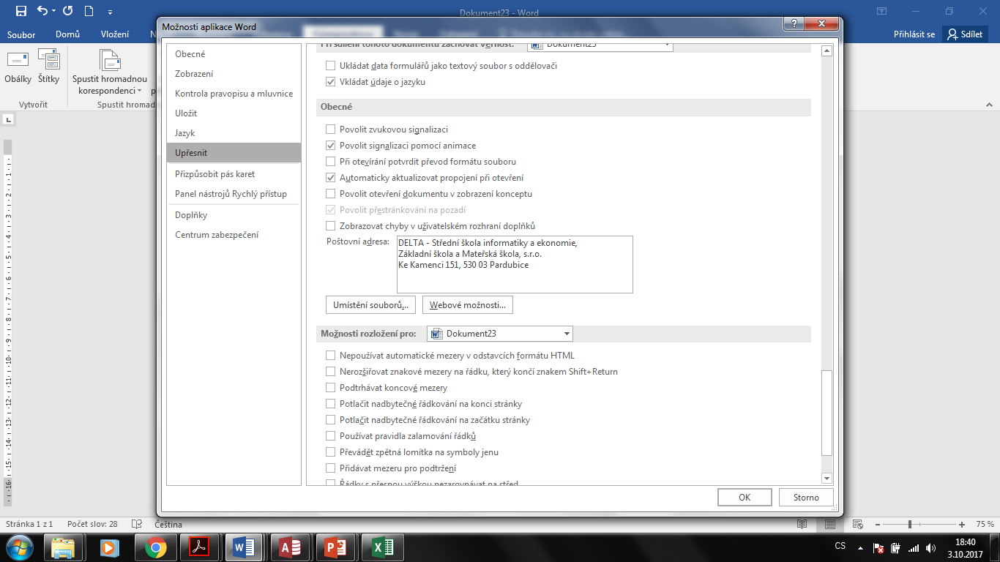 Dokument23 - Word
Možnosti aplikace Word
Soubor
Domů
Vložení
Přihlásit se
Sdílet
Obálky
Štítky
Spustit hromadnou
korespondenci
Vytvořit
Spustit hromad
Obecné
Zobrazení
Kontrola pravopisu a mluvnice
Uložit
Jazyk
Upřesnit
Přizpůsobit pás karet
Panel nástrojů Rychlý přístup
Doplňky
Centrum zabezpečení
Při sdílení tohoto dokumentu zachovat věrnost:
Dokument23
Ukládat data formulářů jako textový soubor s oddělovači
Vkládat údaje o jazyku
Obecné
Povolit zvukovou signalizaci
Povolit signalizaci pomocí animace
Při otevírání potvrdit převod formátu souboru
Automaticky aktualizovat propojení při otevření
Povolit otevření dokumentu v zobrazení konceptu
Povolit přestránkování na pozadí
Zobrazovat chyby v uživatelském rozhraní doplňků
Poštovní adresa:
DELTA - Střední škola informatiky a ekonomie,
Základní škola a Mateřská škola, s.r.o.
Ke Kamenci 151, 530 03 Pardubice
Umístění souborů...
Webové možnosti...
Možnosti rozložení pro:
Dokument23
Nepoužívat automatické mezery v odstavcích formátu HTML
Nerozšiřovat znakové mezery na řádku, který končí znakem Shift+Return
Podtrhávat koncové mezery
Potlačit nadbytečné řádkování na konci stránky
Potlačit nadbytečné řádkování na začátku stránky
Používat pravidla zalamování řádků
Převádět zpětná lomítka na symboly jenu
Přidávat mezeru pro podtržení
Řádky s přesnou výškou nezarovnávat na střed
OK
Storno
Stránka 1 z 1
Počet slov: 28
Čeština
75 %
CS
18:40
3.10.2017